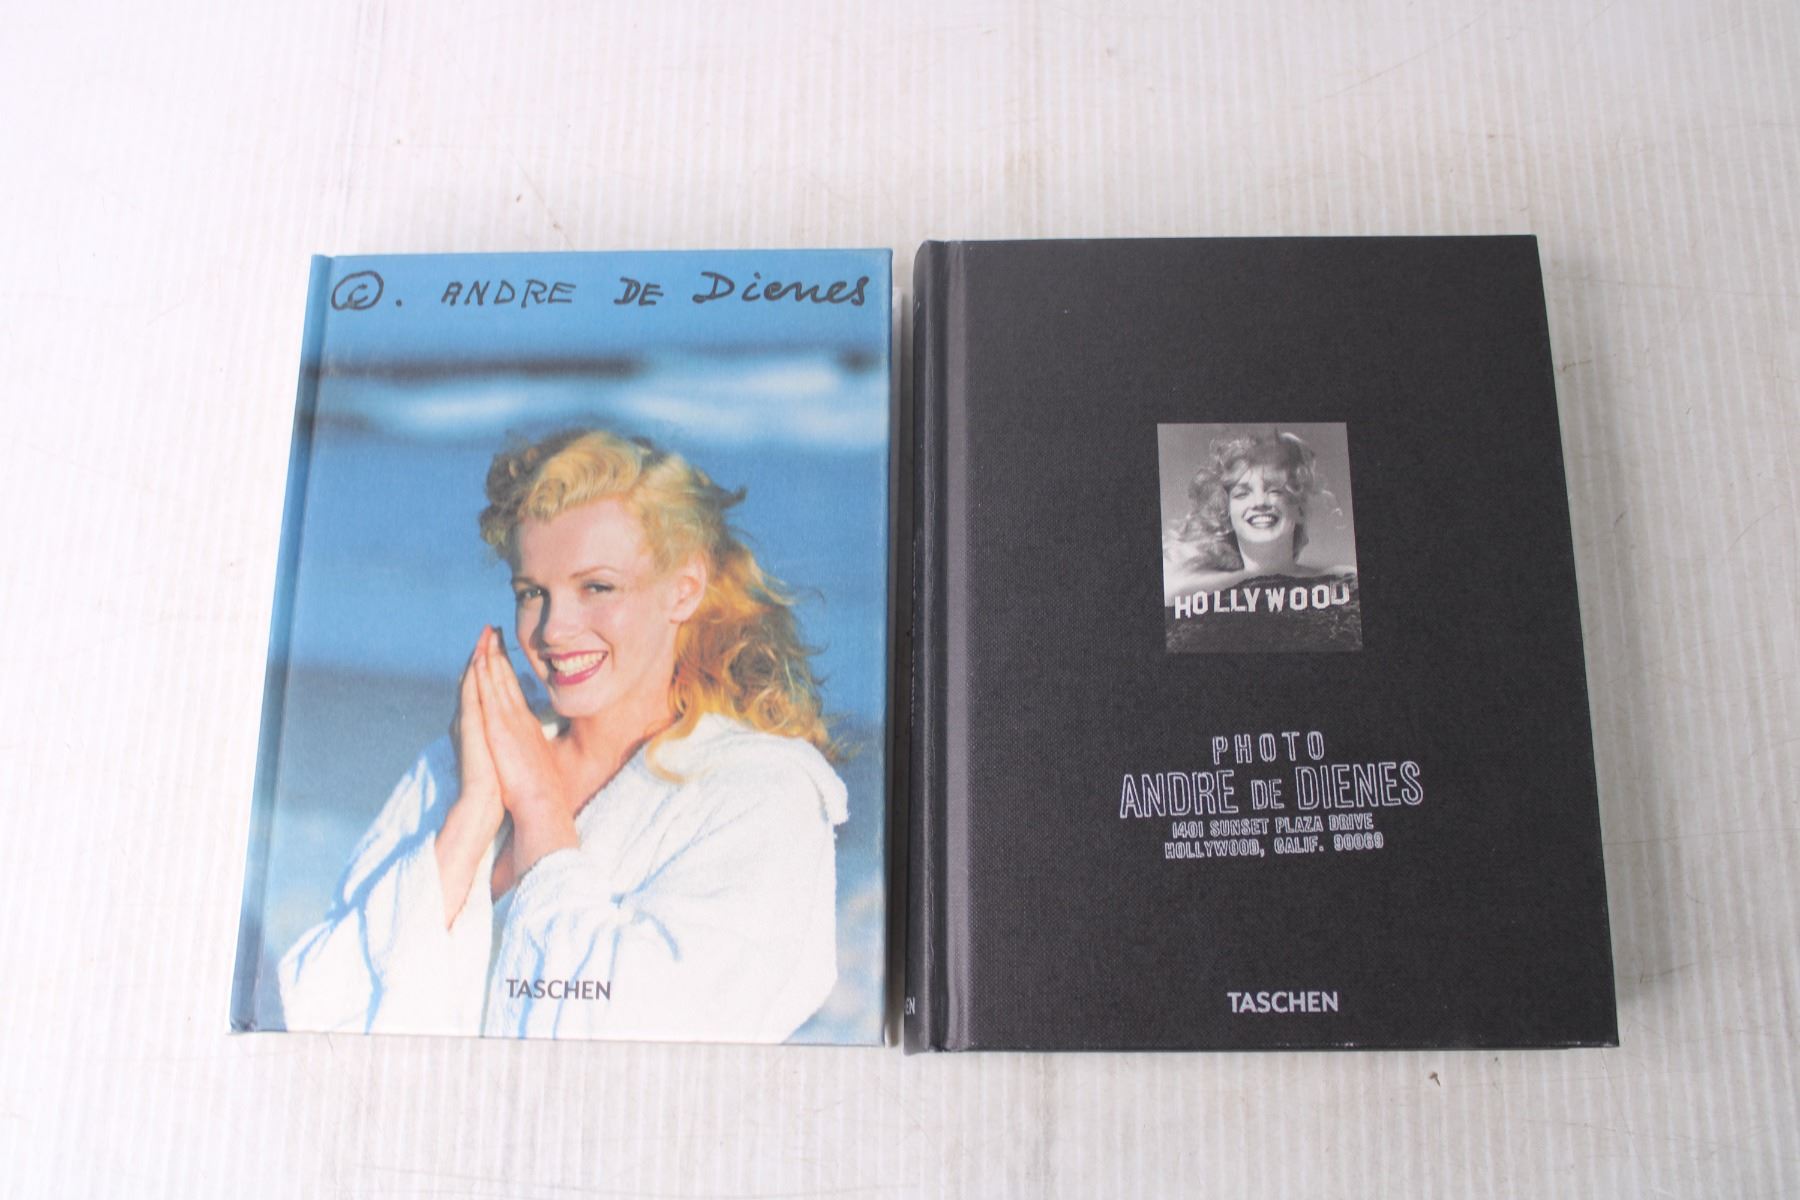 ©. ANDRE DE Dienes
TASCHEN
HOLLYWOOD
PHOTO
ANDRE DE DIENES
1401 SUNSET PLAZA DRIVE
HOLLYWOOD, CALIF. 90069
TASCHEN